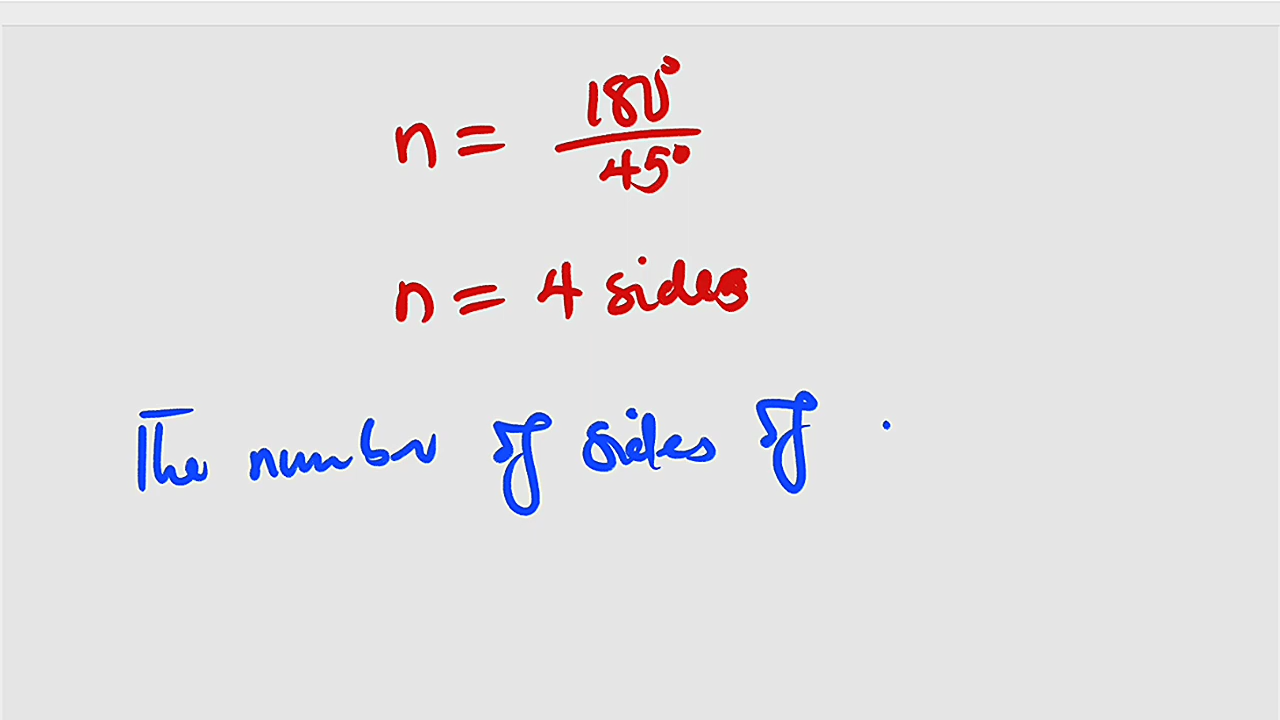 n = 180° / 45°
n = 4 sides
The number of sides of